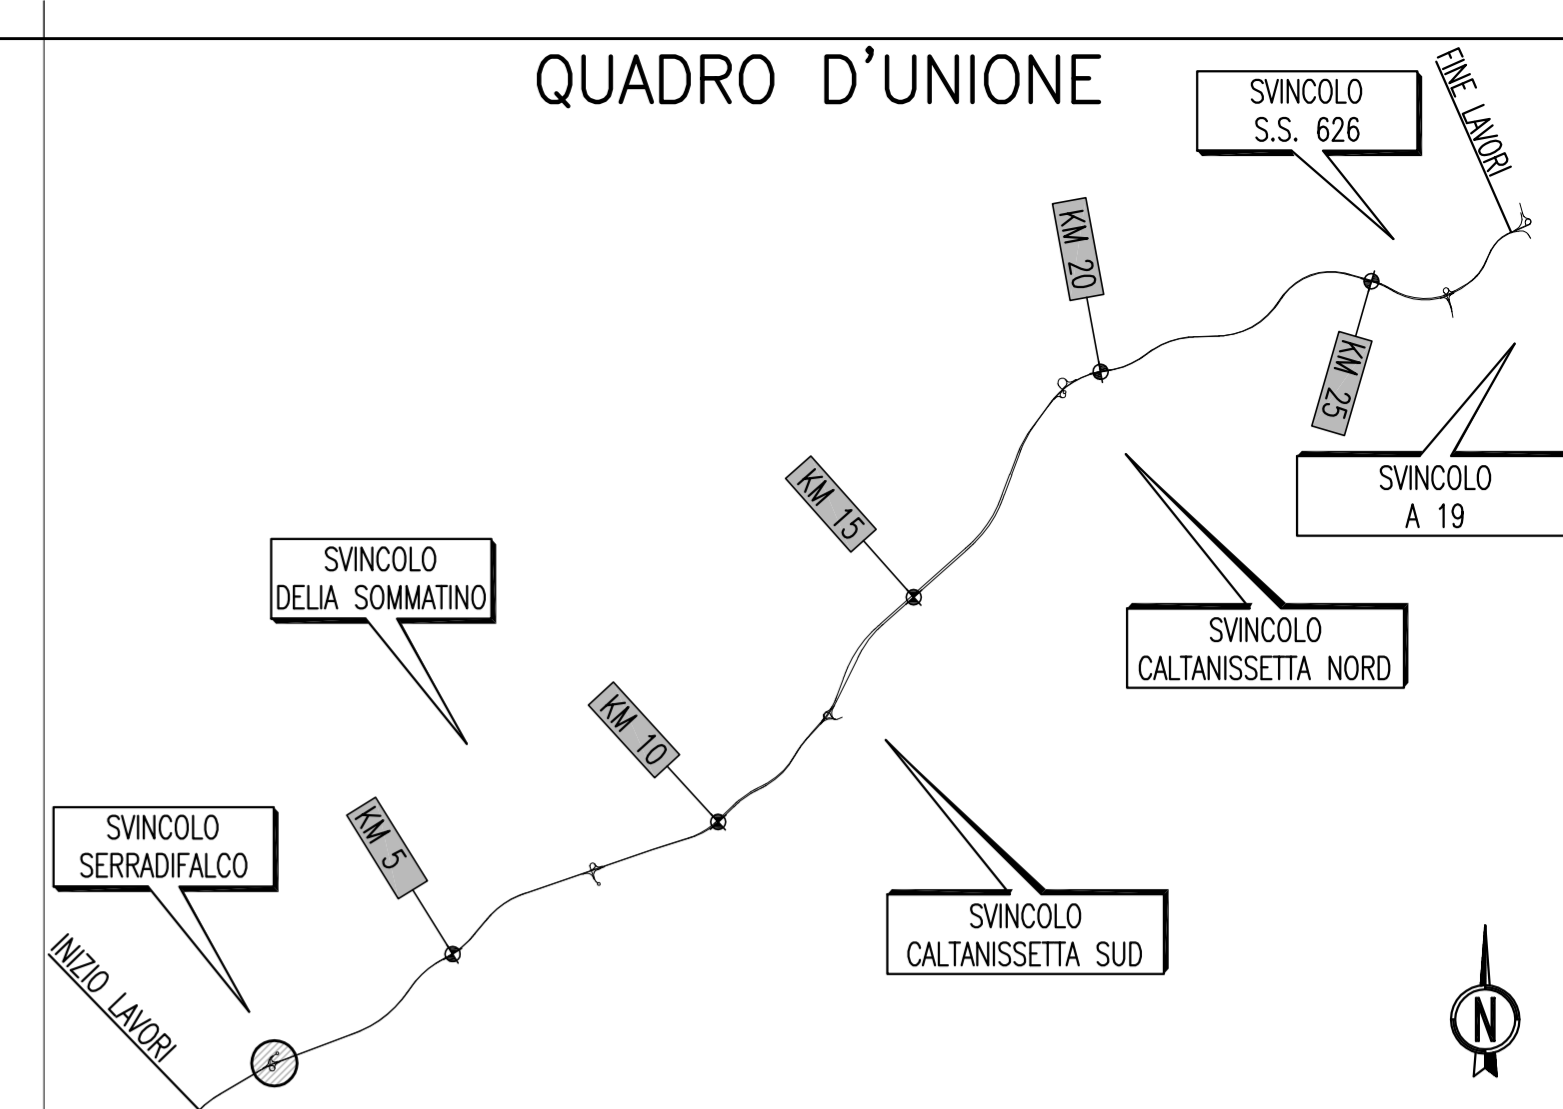 QUADRO D'UNIONE
SVINCOLO
S.S. 626
FINE LAVORI
KM 20
KM 25
SVINCOLO
A 19
KM 15
SVINCOLO
DELIA SOMMATINO
SVINCOLO
CALTANISSETTA NORD
KM 10
KM 5
SVINCOLO
SERRADIFALCO
SVINCOLO
CALTANISSETTA SUD
INIZIO LAVORI
N